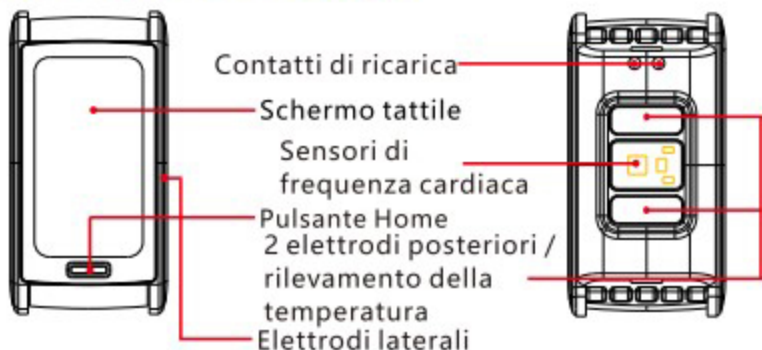 Contatti di ricarica
Schermo tattile
Sensori di
frequenza cardiaca
Pulsante Home
2 elettrodi posteriori /
rilevamento della
temperatura
Elettrodi laterali